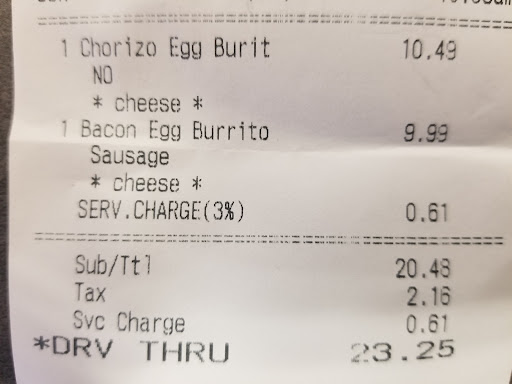 1 Chorizo Egg Burit 10.49
NO
* cheese *
1 Bacon Egg Burrito 9.99
Sausage
* cheese *
SERV.CHARGE(3%) 0.61
Sub/Ttl 20.48
Tax 2.16
Svc Charge 0.61
*DRV THRU 23.25